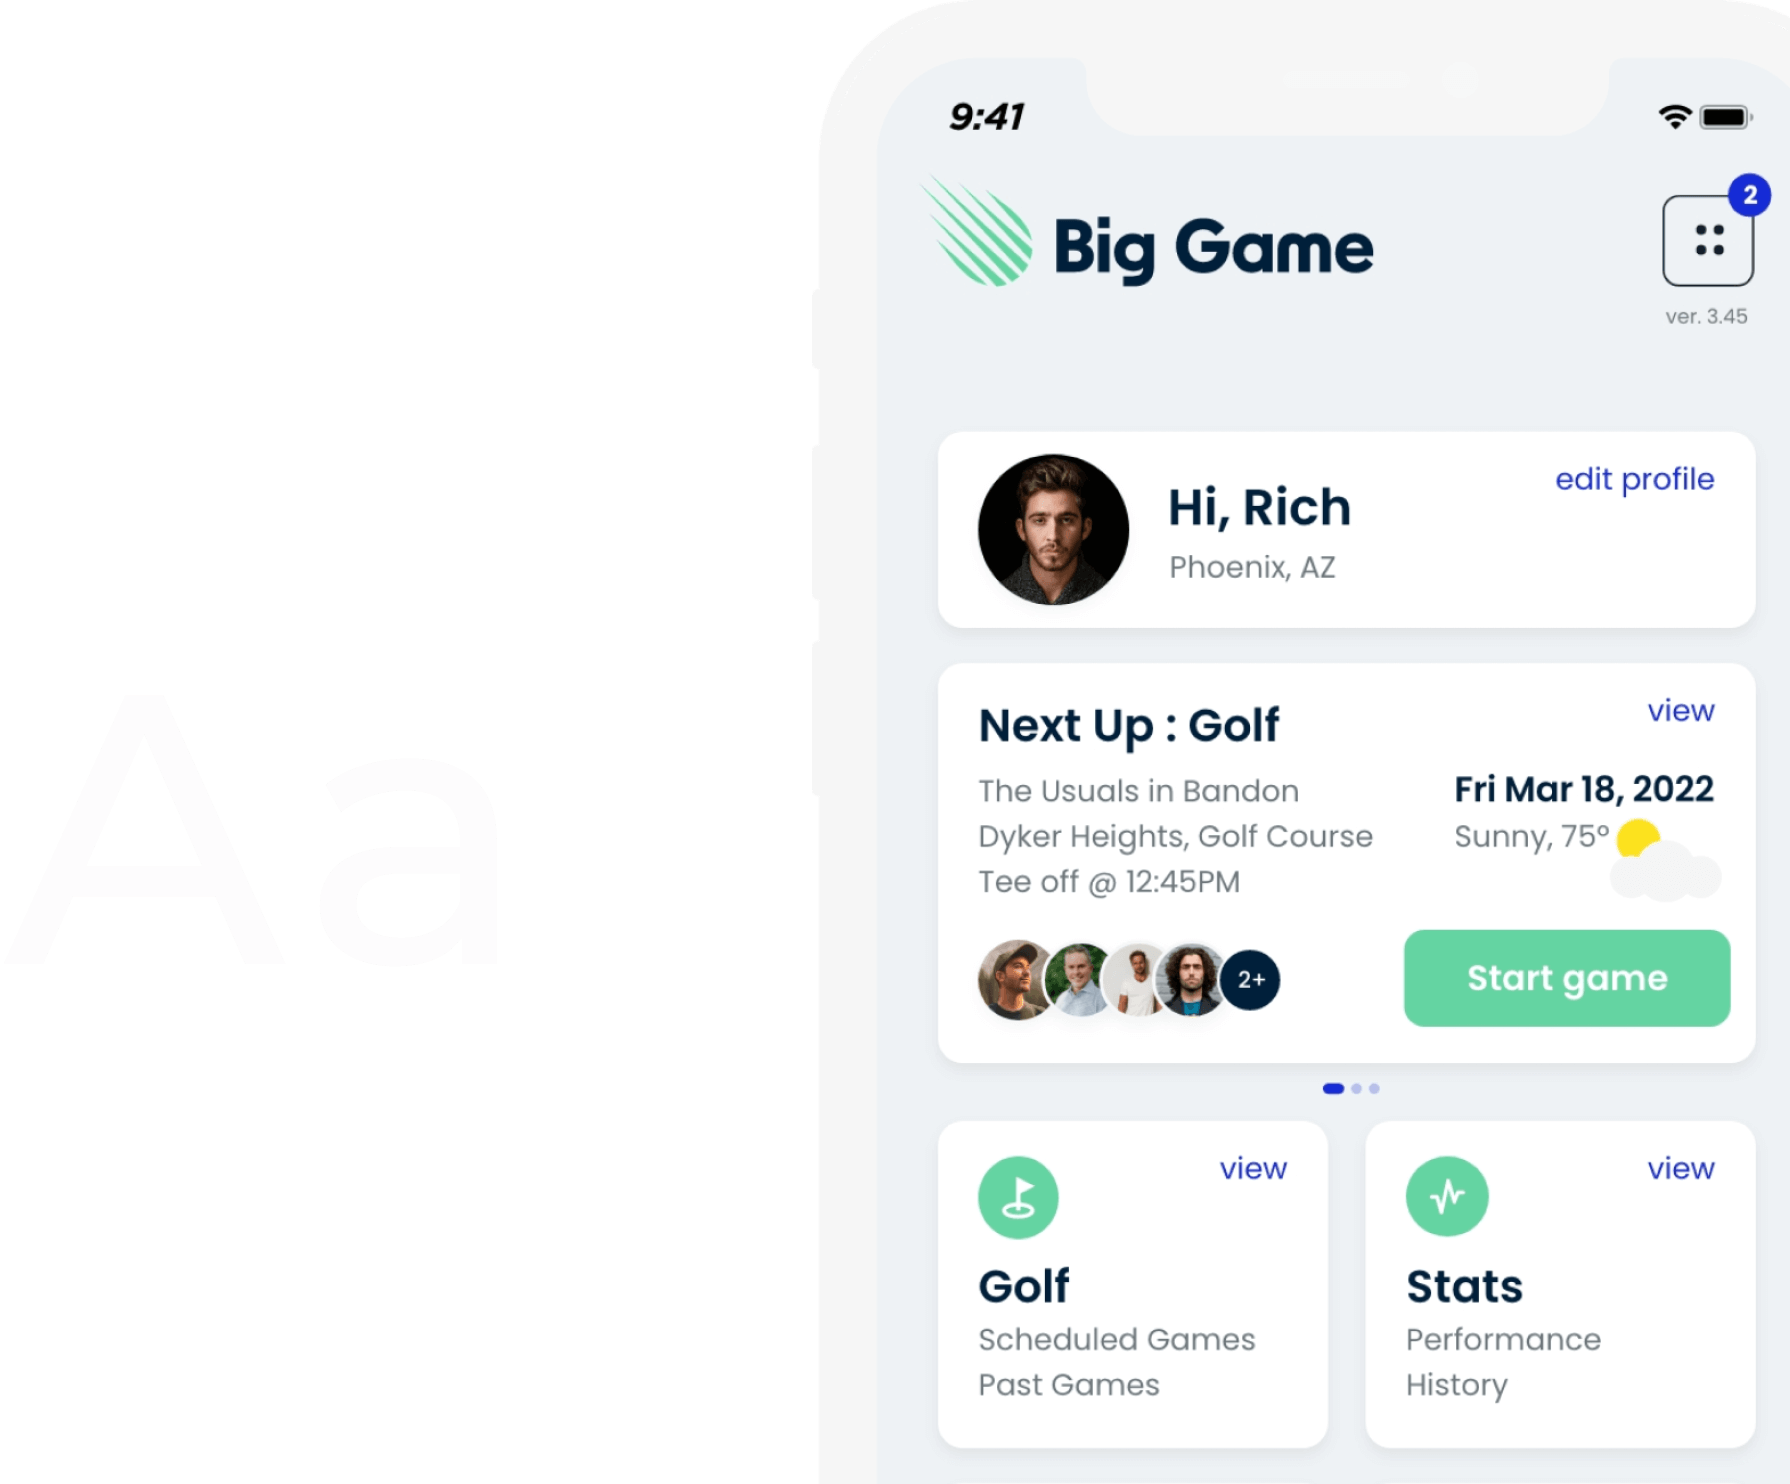 Aa
9:41
2
Big Game
ver. 3.45
edit profile
Hi, Rich
Phoenix, AZ
view
Next Up : Golf
The Usuals in Bandon
Fri Mar 18, 2022
Dyker Heights, Golf Course
Sunny, 75°
Tee off @ 12:45PM
2+
Start game
view
view
Golf
Stats
Scheduled Games
Performance
Past Games
History